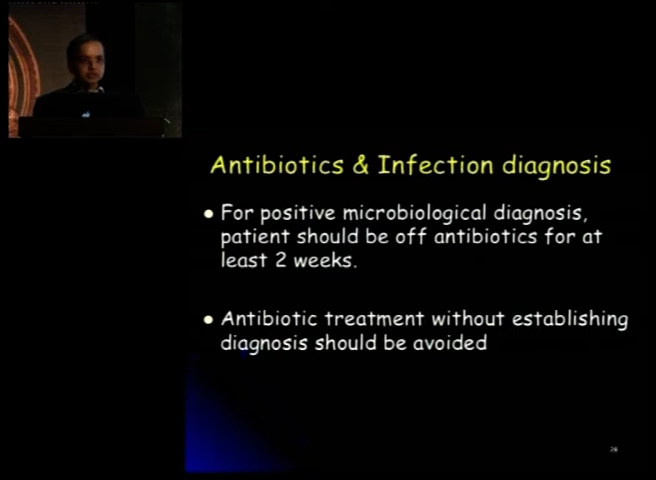 Antibiotics & Infection diagnosis
• For positive microbiological diagnosis,
patient should be off antibiotics for at
least 2 weeks.
• Antibiotic treatment without establishing
diagnosis should be avoided
26